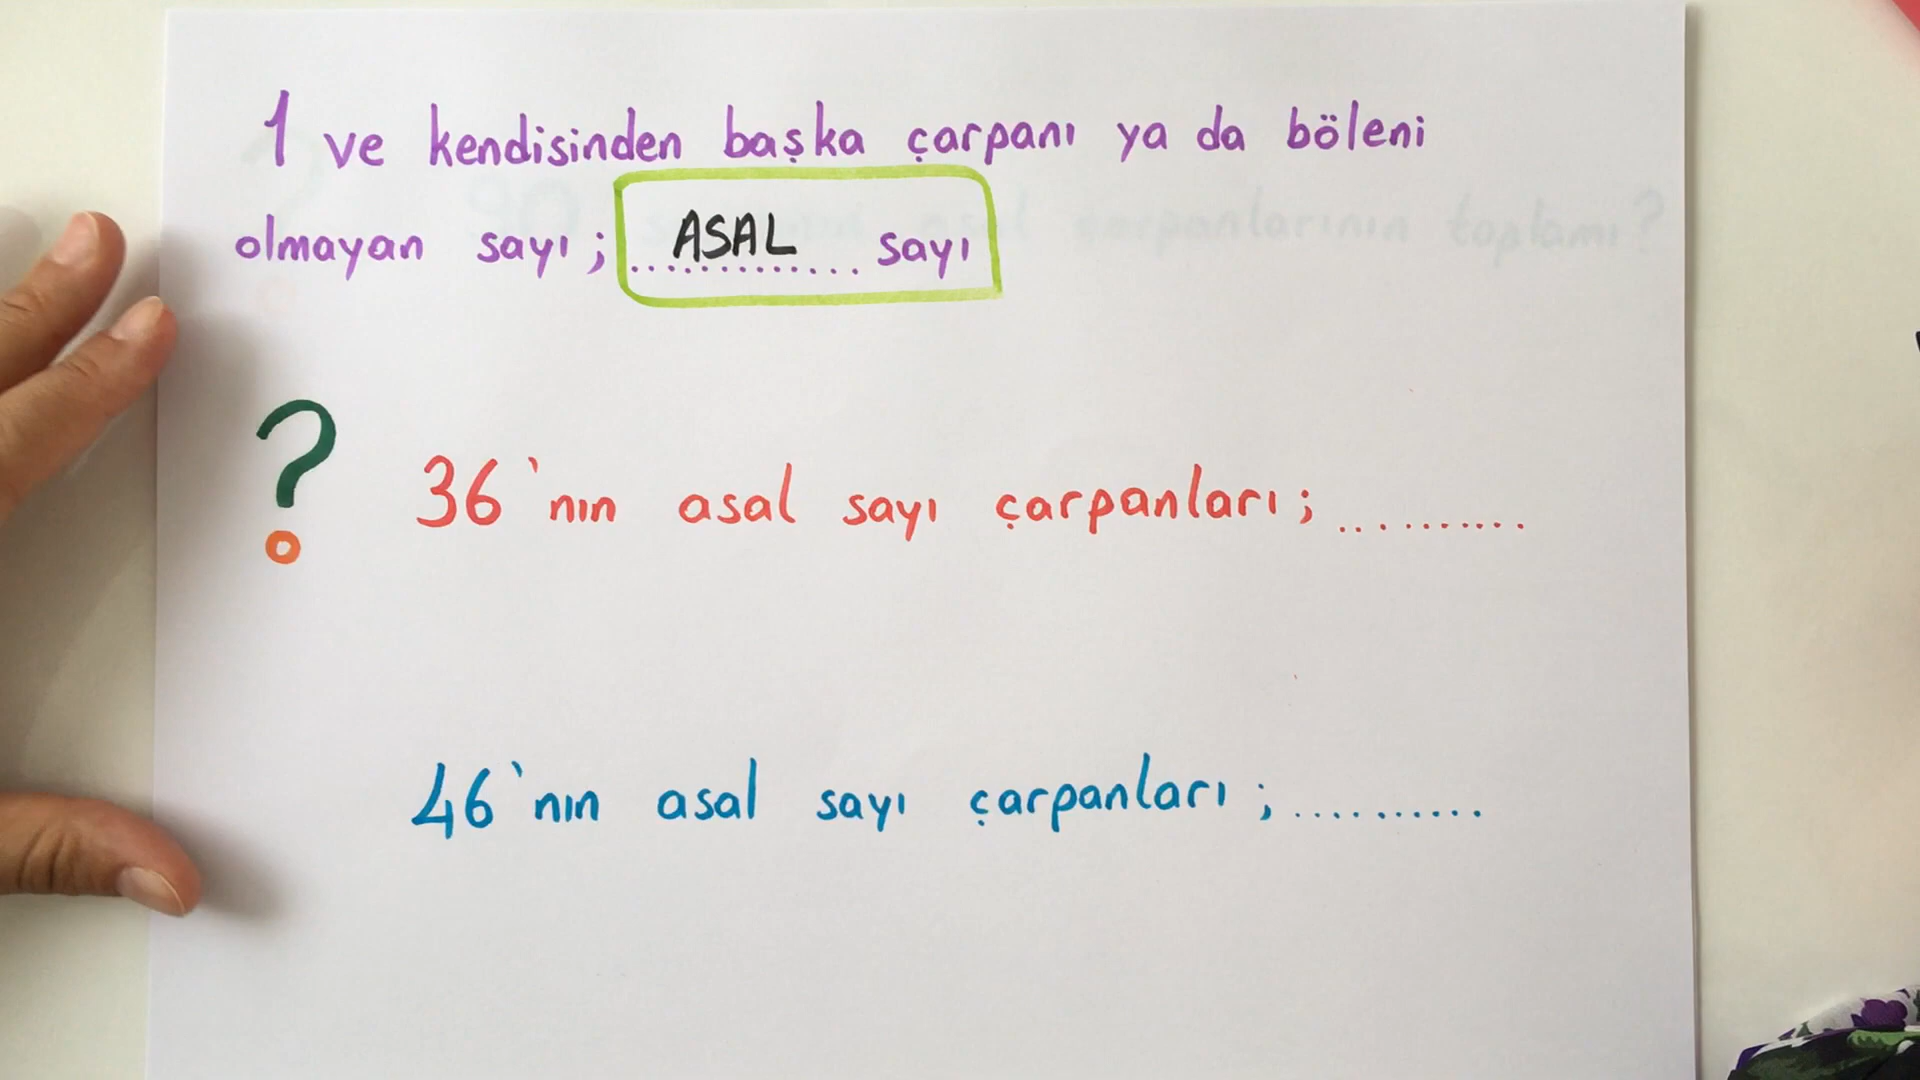 1 ve kendisinden başka çarpanı ya da böleni
olmayan sayı; ASAL sayı
?
36'nın asal sayı çarpanları; ..........
46'nın asal sayı çarpanları; ..........